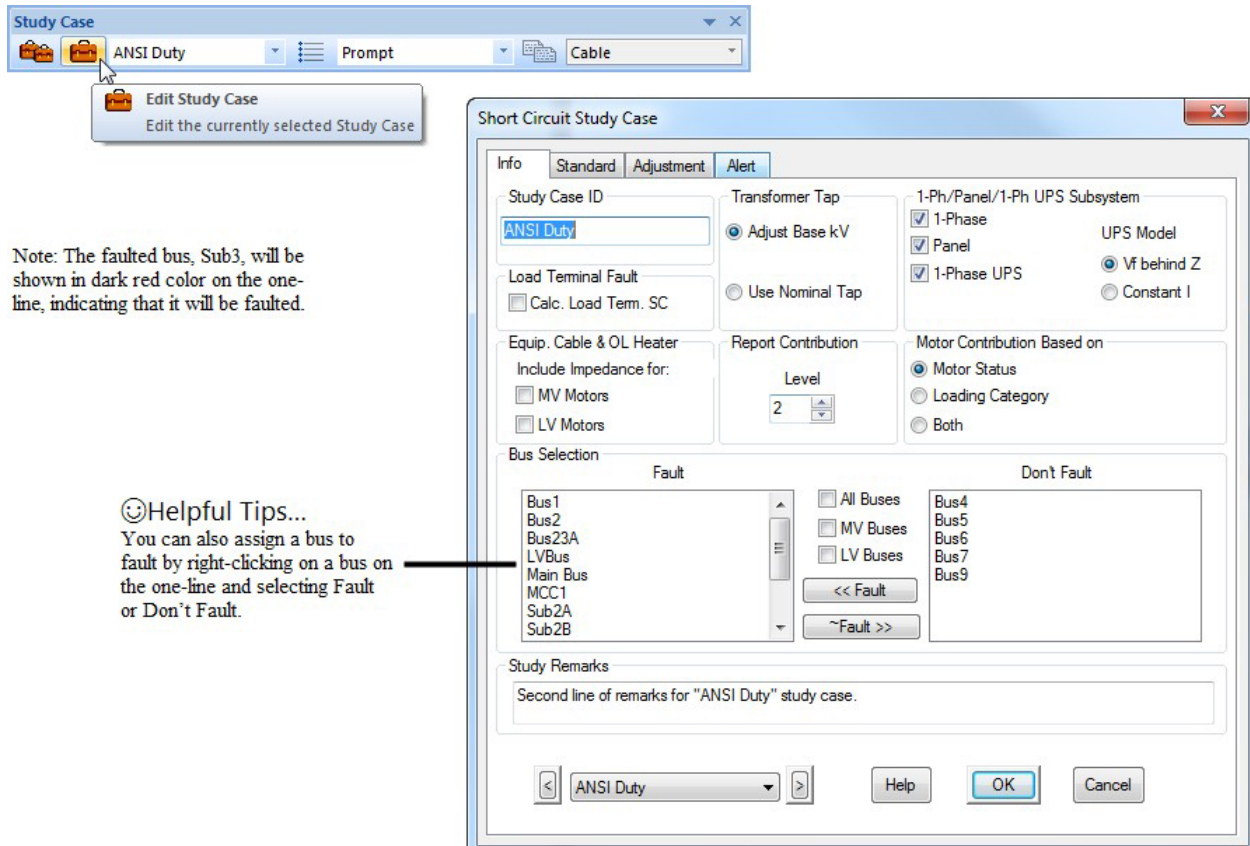 Study Case
ANSI Duty
Prompt
Cable
Edit Study Case
Edit the currently selected Study Case
Note: The faulted bus, Sub3, will be
shown in dark red color on the one-
line, indicating that it will be faulted.
☺Helpful Tips...
You can also assign a bus to
fault by right-clicking on a bus on
the one-line and selecting Fault
or Don’t Fault.
Short Circuit Study Case
Info Standard Adjustment Alert
Study Case ID
ANSI Duty
Transformer Tap
Adjust Base kV
Use Nominal Tap
1-Ph/Panel/1-Ph UPS Subsystem
1-Phase
Panel
1-Phase UPS
UPS Model
Vf behind Z
Constant I
Load Terminal Fault
Calc. Load Term. SC
Equip. Cable & OL Heater
Include Impedance for:
MV Motors
LV Motors
Report Contribution
Level
2
Motor Contribution Based on
Motor Status
Loading Category
Both
Bus Selection
Fault
Bus1
Bus2
Bus23A
LVBus
Main Bus
MCC1
Sub2A
Sub2B
All Buses
MV Buses
LV Buses
<< Fault
~Fault >>
Don't Fault
Bus4
Bus5
Bus6
Bus7
Bus9
Study Remarks
Second line of remarks for "ANSI Duty" study case.
< ANSI Duty >
Help
OK
Cancel